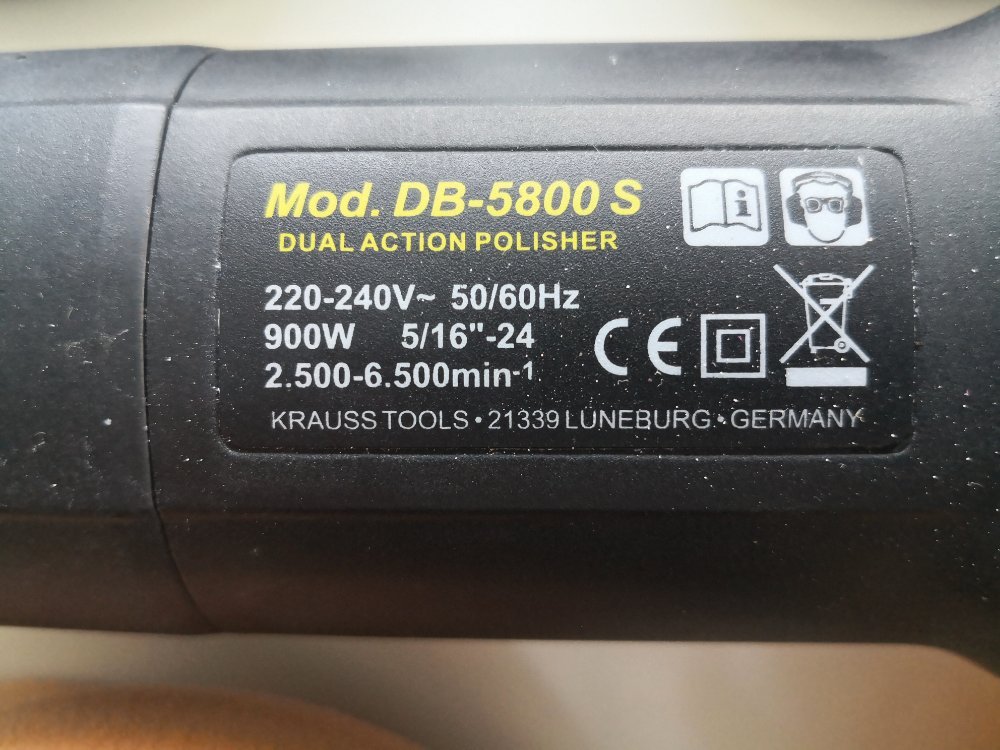 Mod. DB-5800 S
DUAL ACTION POLISHER
220-240V~ 50/60Hz
900W 5/16"-24
2.500-6.500min-1
CE
KRAUSS TOOLS • 21339 LÜNEBURG • GERMANY